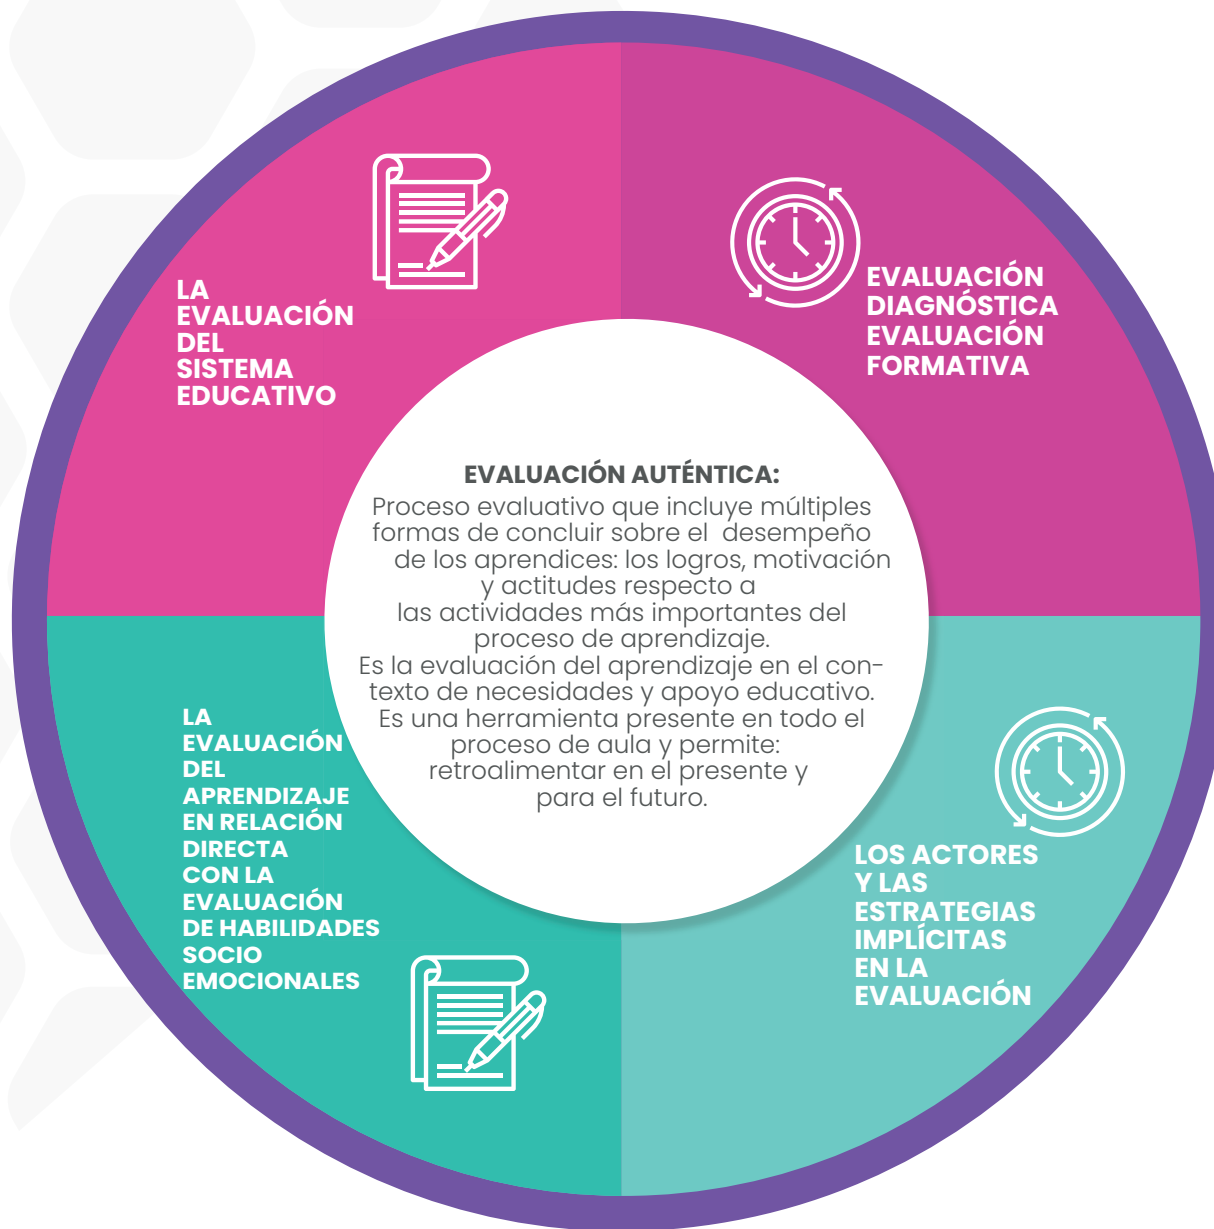 LA
EVALUACIÓN
DEL
SISTEMA
EDUCATIVO
EVALUACIÓN
DIAGNÓSTICA
EVALUACIÓN
FORMATIVA
EVALUACIÓN AUTÉNTICA:
Proceso evaluativo que incluye múltiples
formas de concluir sobre el desempeño
de los aprendices: los logros, motivación
y actitudes respecto a
las actividades más importantes del
proceso de aprendizaje.
Es la evaluación del aprendizaje en el con-
texto de necesidades y apoyo educativo.
Es una herramienta presente en todo el
proceso de aula y permite:
retroalimentar en el presente y
para el futuro.
LA
EVALUACIÓN
DEL
APRENDIZAJE
EN RELACIÓN
DIRECTA
CON LA
EVALUACIÓN
DE HABILIDADES
SOCIO
EMOCIONALES
LOS ACTORES
Y LAS
ESTRATEGIAS
IMPLÍCITAS
EN LA
EVALUACIÓN